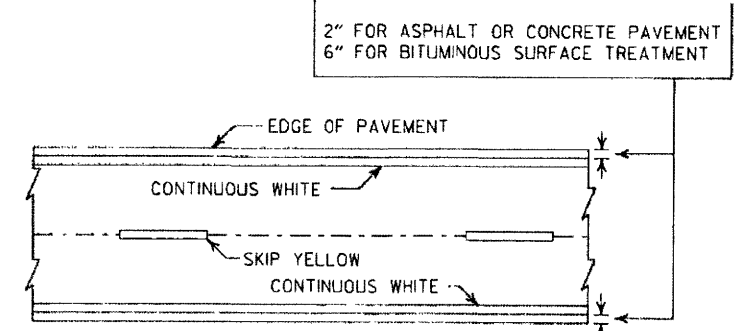 2" FOR ASPHALT OR CONCRETE PAVEMENT
6" FOR BITUMINOUS SURFACE TREATMENT
EDGE OF PAVEMENT
CONTINUOUS WHITE
SKIP YELLOW
CONTINUOUS WHITE